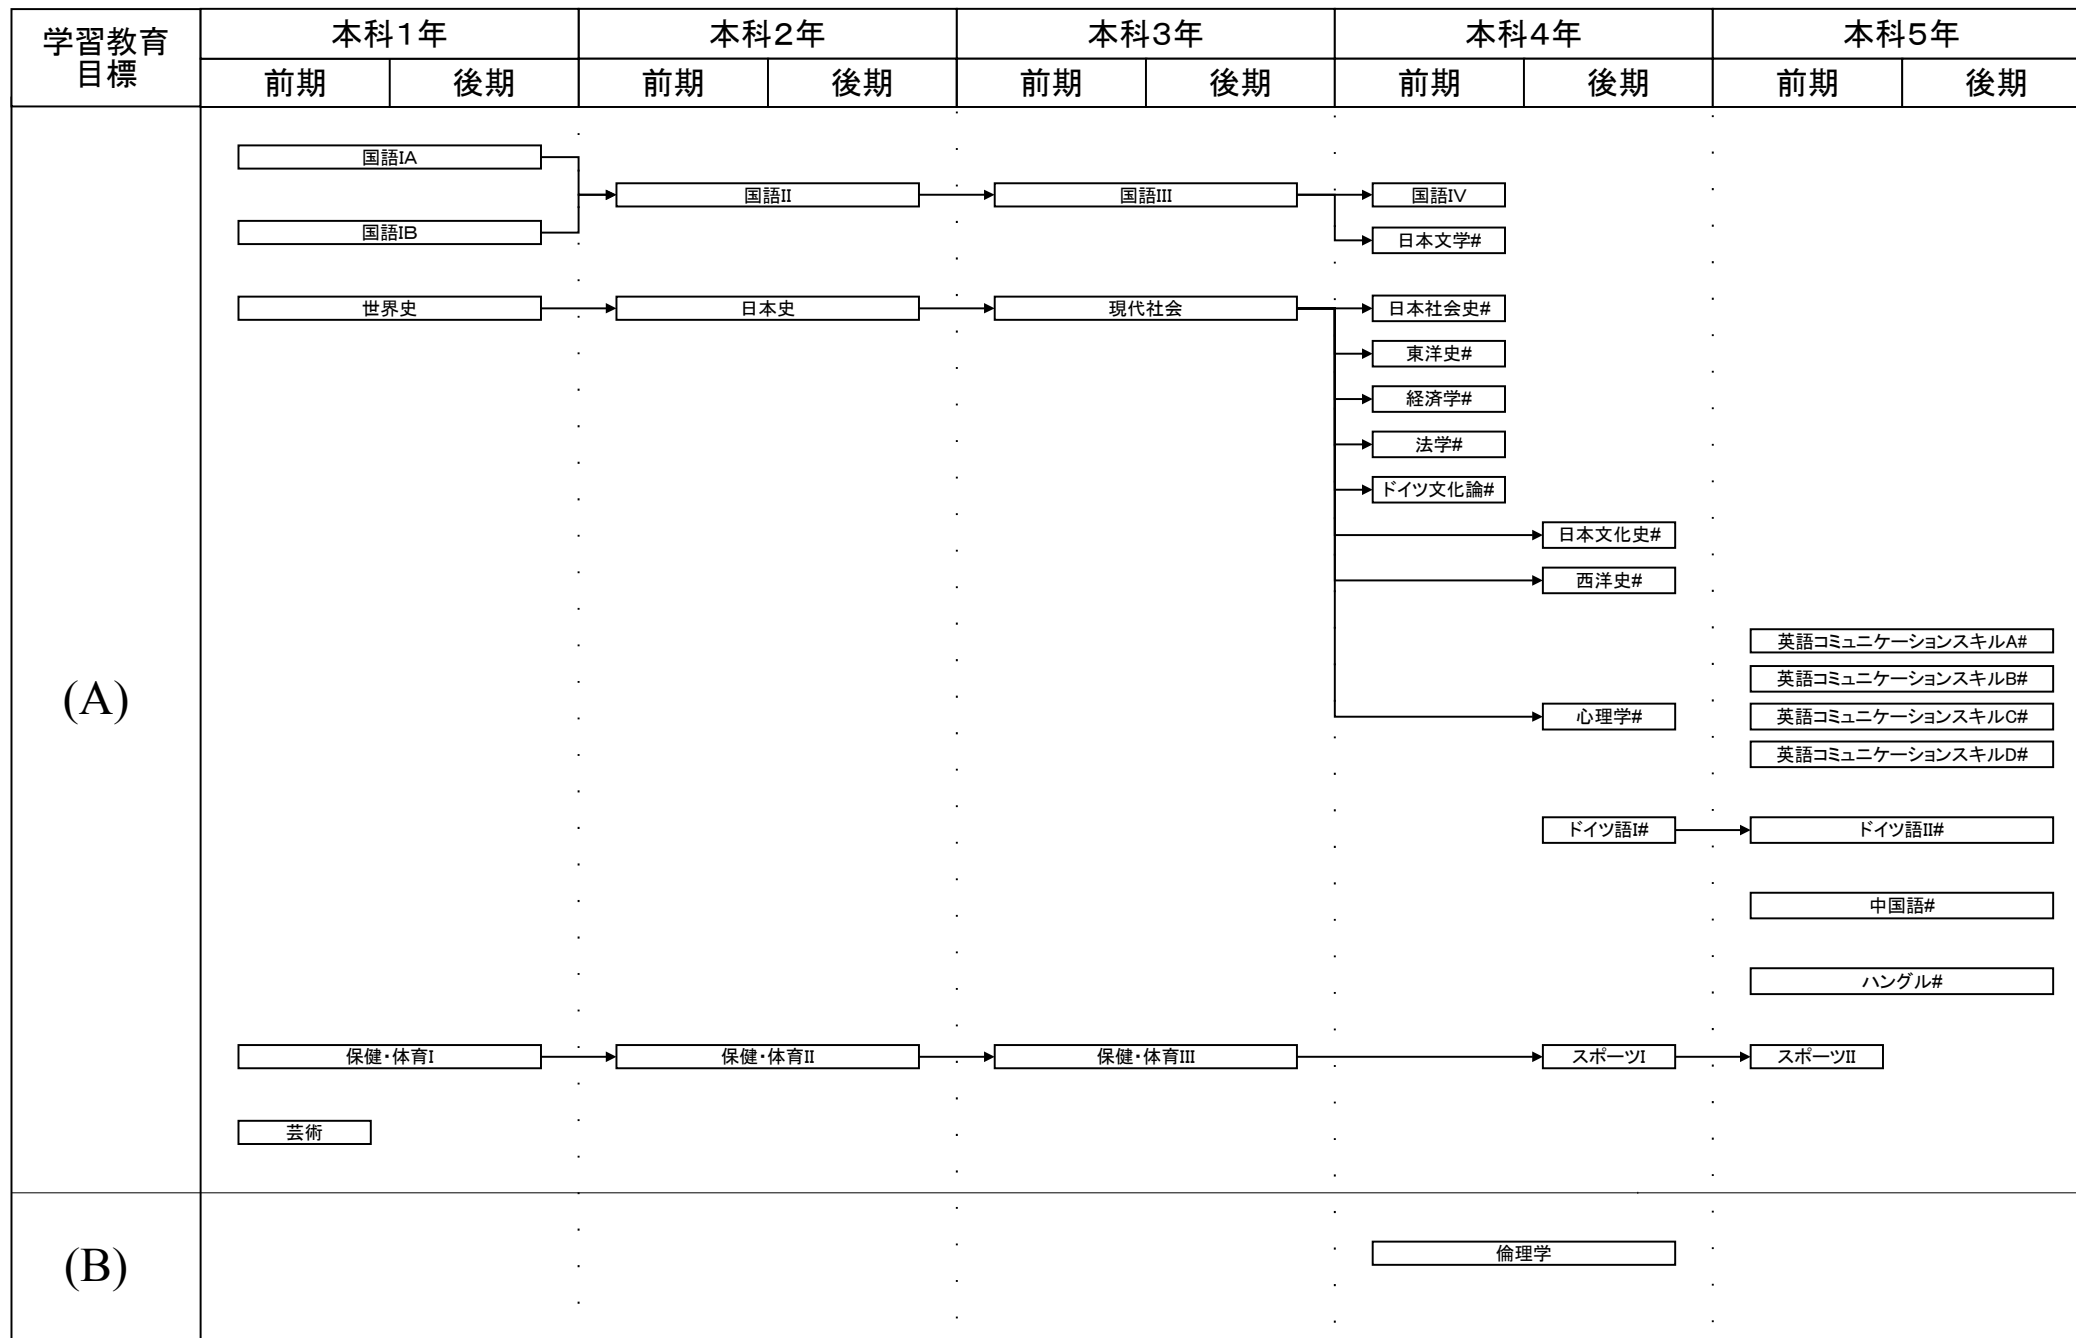 学習教育
目標
本科1年
本科2年
本科3年
本科4年
本科5年
前期
後期
前期
後期
前期
後期
前期
後期
前期
後期
(A)
国語IA
国語IB
国語II
国語III
国語IV
日本文学#
世界史
日本史
現代社会
日本社会史#
東洋史#
経済学#
法学#
ドイツ文化論#
日本文化史#
西洋史#
心理学#
英語コミュニケーションスキルA#
英語コミュニケーションスキルB#
英語コミュニケーションスキルC#
英語コミュニケーションスキルD#
ドイツ語I#
ドイツ語II#
中国語#
ハングル#
保健・体育I
保健・体育II
保健・体育III
スポーツI
スポーツII
芸術
(B)
倫理学